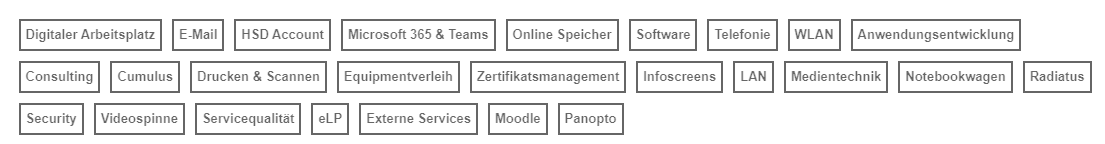 Digitaler Arbeitsplatz E-Mail HSD Account Microsoft 365 & Teams Online Speicher Software Telefonie WLAN Anwendungsentwicklung
Consulting Cumulus Drucken & Scannen Equipmentverleih Zertifikatsmanagement Infoscreens LAN Medientechnik Notebookwagen Radiatus
Security Videospinne Servicequalität eLP Externe Services Moodle Panopto